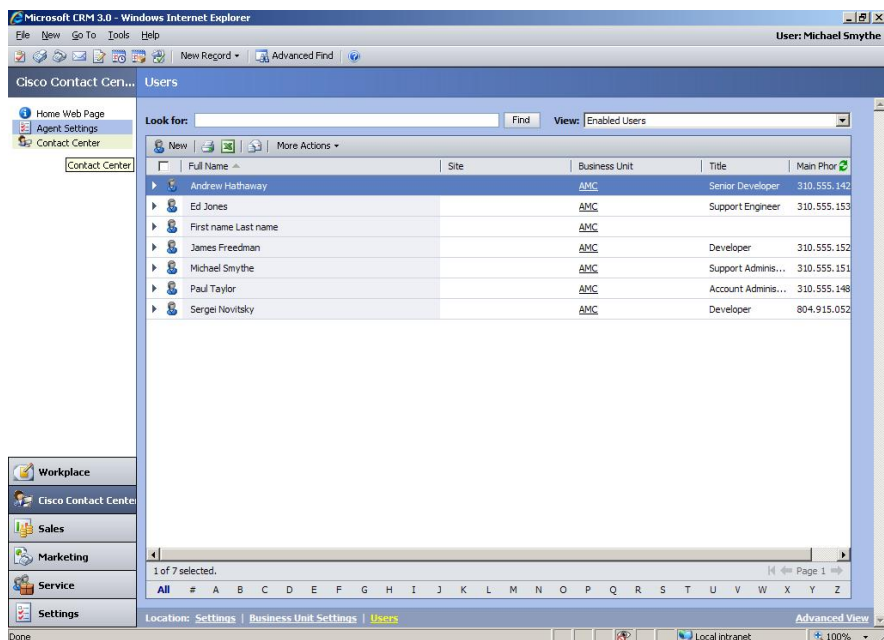 Microsoft CRM 3.0 - Windows Internet Explorer
File New Go To Tools Help User: Michael Smythe
New Record Advanced Find
Cisco Contact Cen... Users
Home Web Page
Agent Settings
Contact Center
Contact Center
Look for: Find View: Enabled Users
New More Actions
Full Name Site Business Unit Title Main Phor
Andrew Hathaway AMC Senior Developer 310.555.142
Ed Jones AMC Support Engineer 310.555.153
First name Last name AMC
James Freedman AMC Developer 310.555.152
Michael Smythe AMC Support Adminis... 310.555.151
Paul Taylor AMC Account Adminis... 310.555.148
Sergei Novitsky AMC Developer 804.915.052
Workplace
Cisco Contact Center
Sales
Marketing
Service
Settings
1 of 7 selected. Page 1
All # A B C D E F G H I J K L M N O P Q R S T U V W X Y Z
Location: Settings | Business Unit Settings | Users Advanced View
Done Local intranet 100%